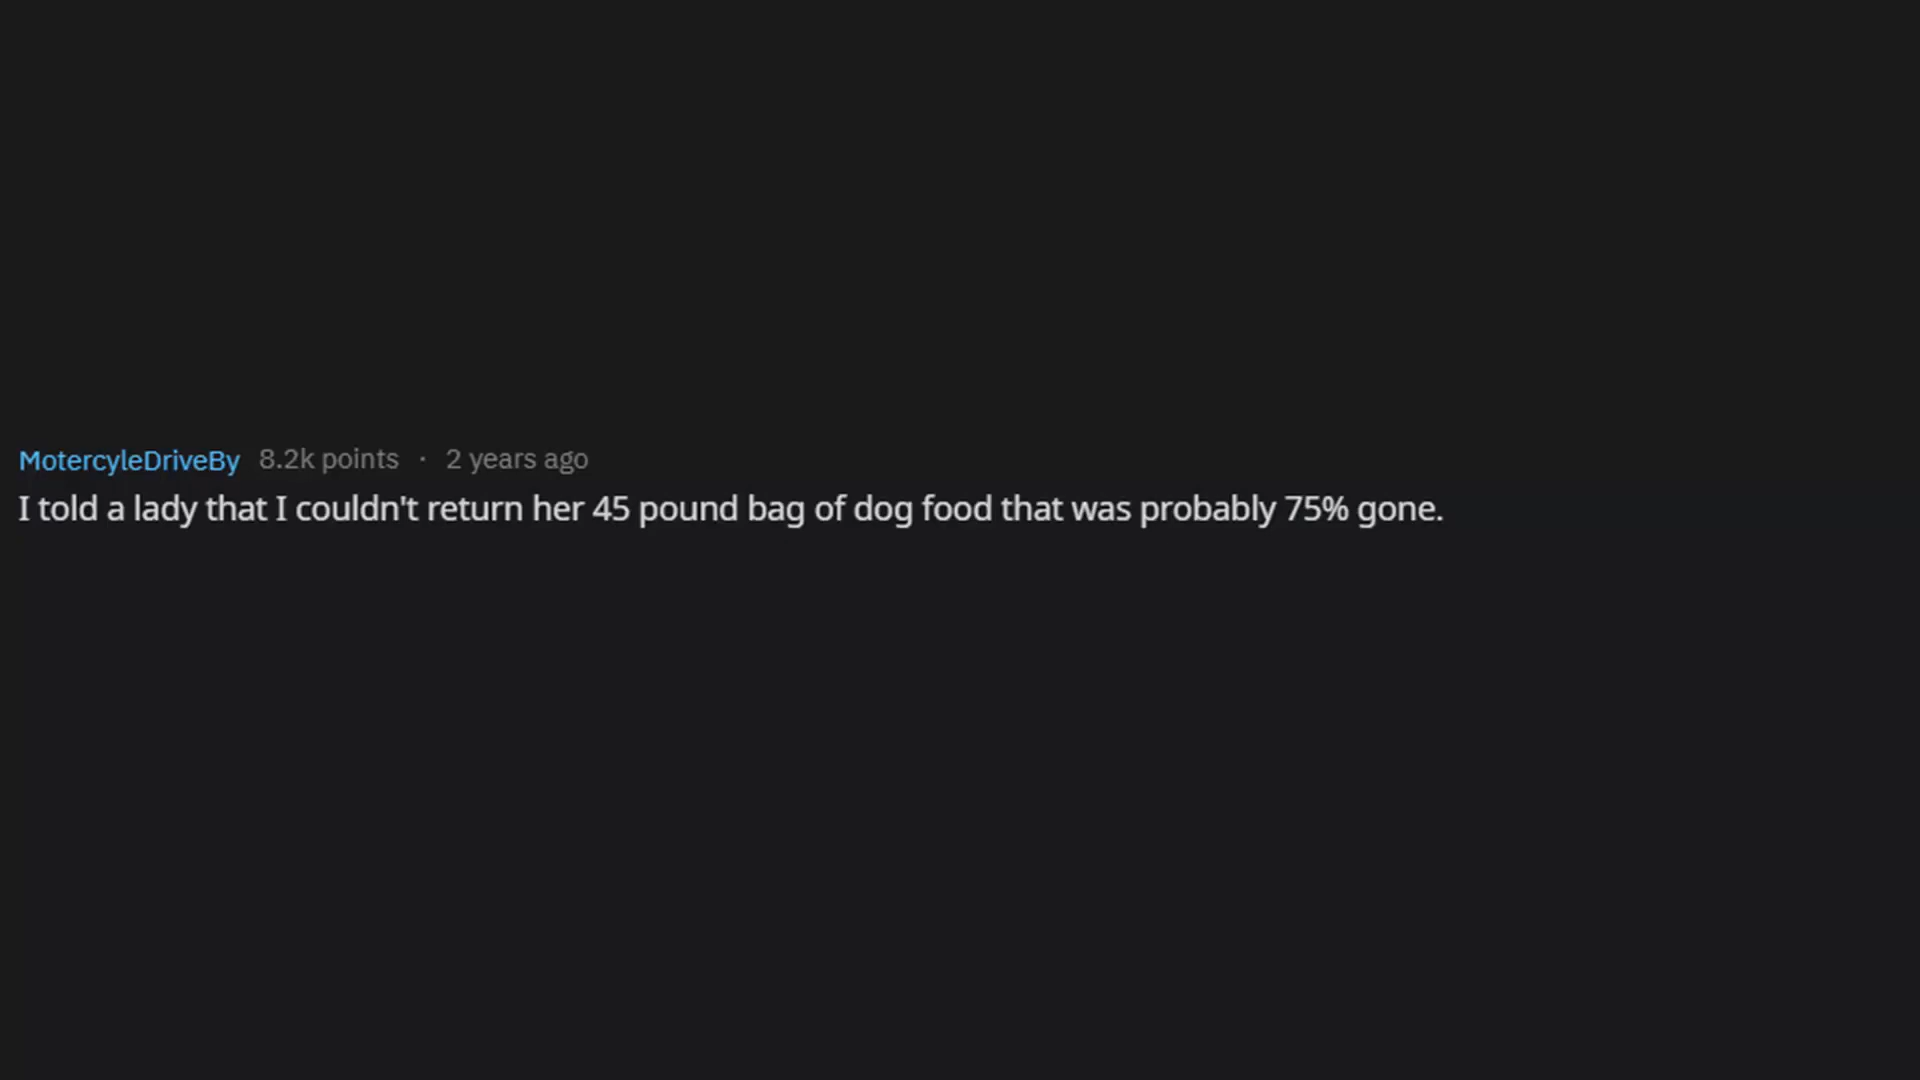 MotercyleDriveBy 8.2k points · 2 years ago
I told a lady that I couldn't return her 45 pound bag of dog food that was probably 75% gone.